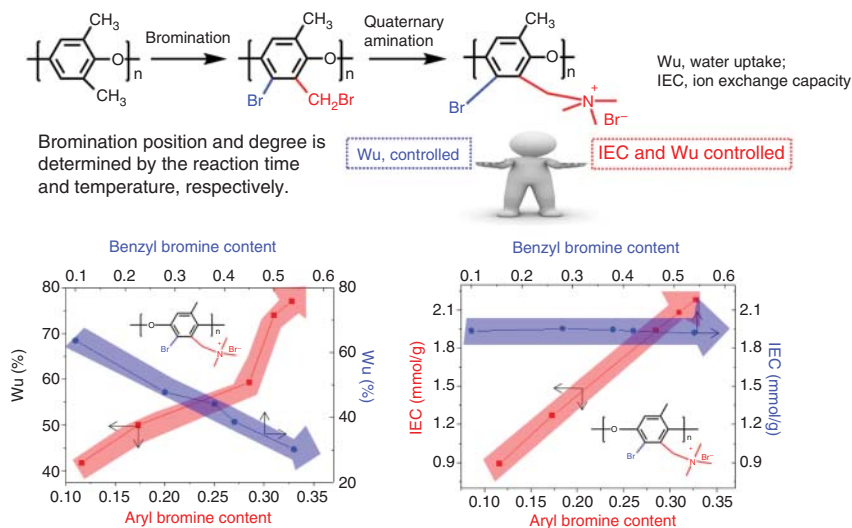 CH₃
O
n
CH₃
Bromination
CH₃
O
n
Br
CH₂Br
Quaternary
amination
CH₃
O
n
Br
N
+
Br⁻
Wu, water uptake;
IEC, ion exchange capacity
Bromination position and degree is
determined by the reaction time
and temperature, respectively.
Wu, controlled
IEC and Wu controlled
Benzyl bromine content
0.1 0.2 0.3 0.4 0.5 0.6
80
70
60
50
40
Wu (%)
O
n
Br
N
+
Br⁻
80
60
40
20
Wu (%)
0.10 0.15 0.20 0.25 0.30 0.35
Aryl bromine content
Benzyl bromine content
0.1 0.2 0.3 0.4 0.5 0.6
2.1
1.8
1.5
1.2
0.9
IEC (mmol/g)
O
n
Br
N
+
Br⁻
2.1
1.8
1.5
1.2
0.9
IEC (mmol/g)
0.10 0.15 0.20 0.25 0.30 0.35
Aryl bromine content